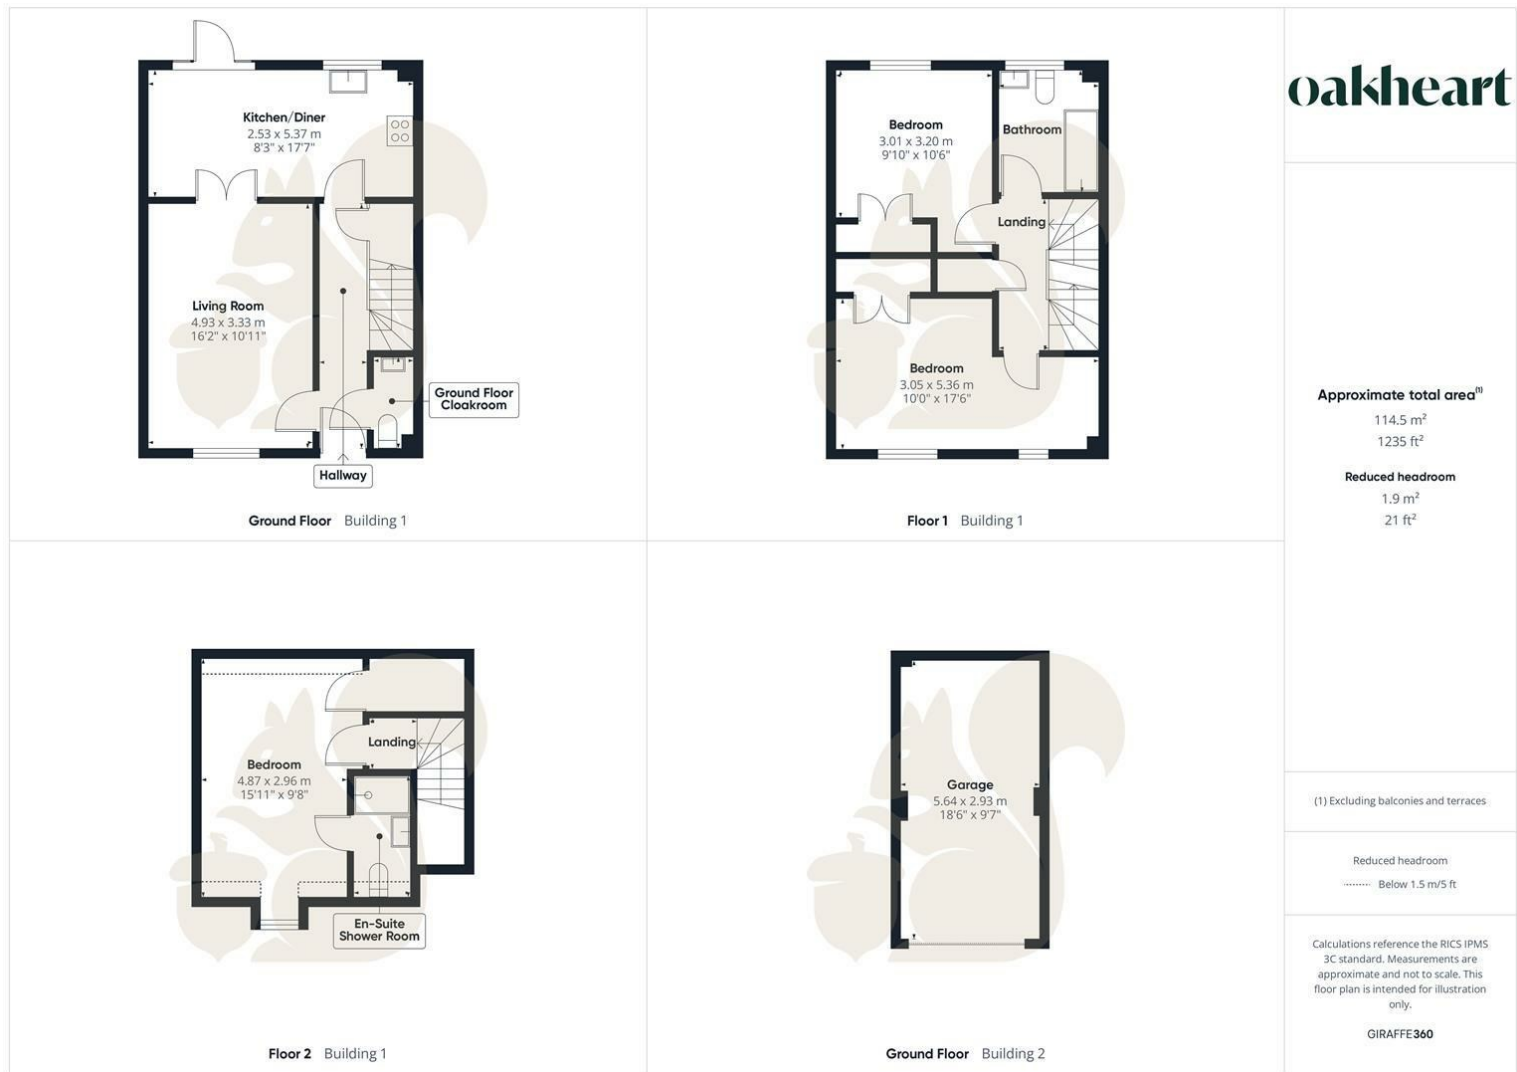 Kitchen/Diner
2.53 x 5.37 m
8'3" x 17'7"
Living Room
4.93 x 3.33 m
16'2" x 10'11"
Ground Floor
Cloakroom
Hallway
Ground Floor Building 1
Bedroom
3.01 x 3.20 m
9'10" x 10'6"
Bathroom
Landing
Bedroom
3.05 x 5.36 m
10'0" x 17'6"
Floor 1 Building 1
Landing
Bedroom
4.87 x 2.96 m
15'11" x 9'8"
En-Suite
Shower Room
Floor 2 Building 1
Garage
5.64 x 2.93 m
18'6" x 9'7"
Ground Floor Building 2
oakheart
Approximate total area(1)
114.5 m²
1235 ft²
Reduced headroom
1.9 m²
21 ft²
(1) Excluding balconies and terraces
Reduced headroom
Below 1.5 m/5 ft
Calculations reference the RICS IPMS
3C standard. Measurements are
approximate and not to scale. This
floor plan is intended for illustration
only.
GIRAFFE360